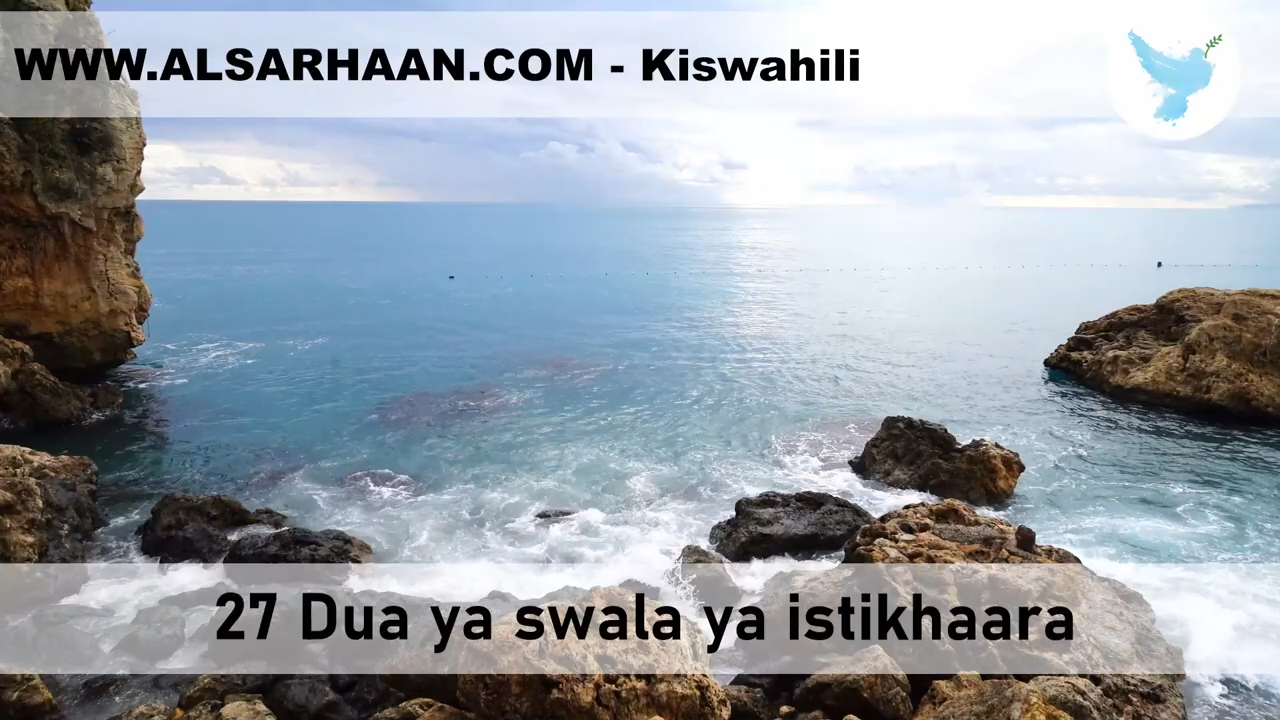 WWW.ALSARHAAN.COM - Kiswahili
27 Dua ya swala ya istikhaara